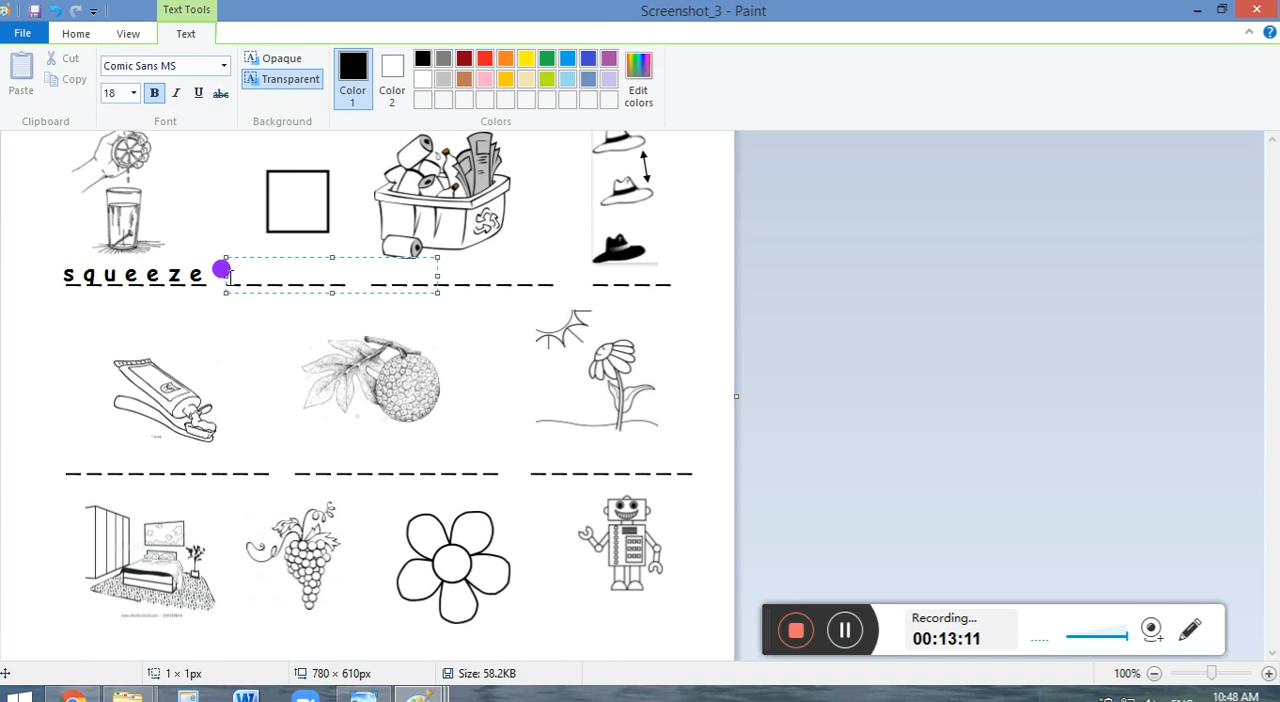 Text Tools
Screenshot_3 - Paint
File
Home
View
Text
Paste
Cut
Copy
Clipboard
Comic Sans MS
18
B
I
U
abc
Font
Opaque
Transparent
Background
Color 1
Color 2
Edit colors
Colors
squeeze
Recording...
00:13:11
1 × 1px
780 × 610px
Size: 58.2KB
100%
10:48 AM